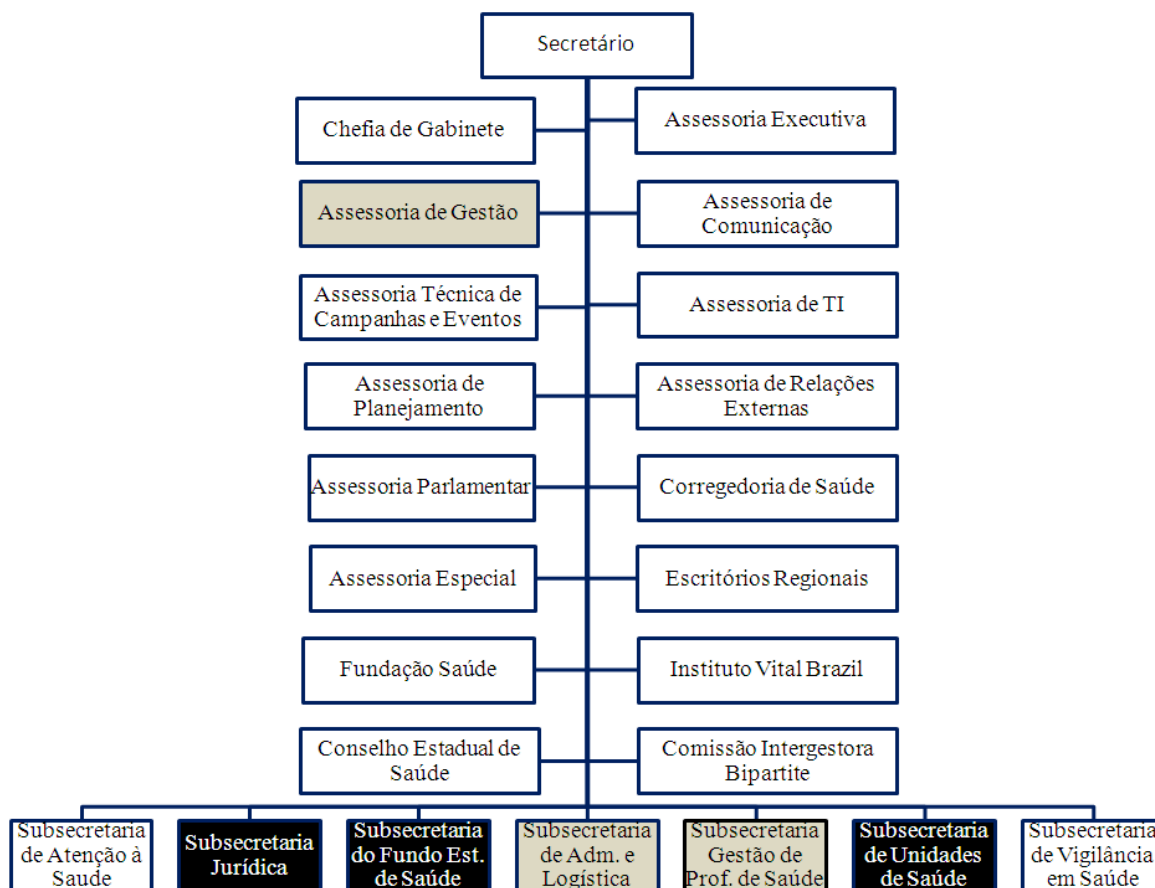 Secretário
Chefia de Gabinete
Assessoria Executiva
Assessoria de Gestão
Assessoria de
Comunicação
Assessoria Técnica de
Campanhas e Eventos
Assessoria de TI
Assessoria de
Planejamento
Assessoria de Relações
Externas
Assessoria Parlamentar
Corregedoria de Saúde
Assessoria Especial
Escritórios Regionais
Fundação Saúde
Instituto Vital Brazil
Conselho Estadual de
Saúde
Comissão Intergestora
Bipartite
Subsecretaria
de Atenção à
Saude
Subsecretaria
Jurídica
Subsecretaria
do Fundo Est.
de Saúde
Subsecretaria
de Adm. e
Logística
Subsecretaria
Gestão de
Prof. de Saúde
Subsecretaria
de Unidades
de Saúde
Subsecretaria
de Vigilância
em Saúde